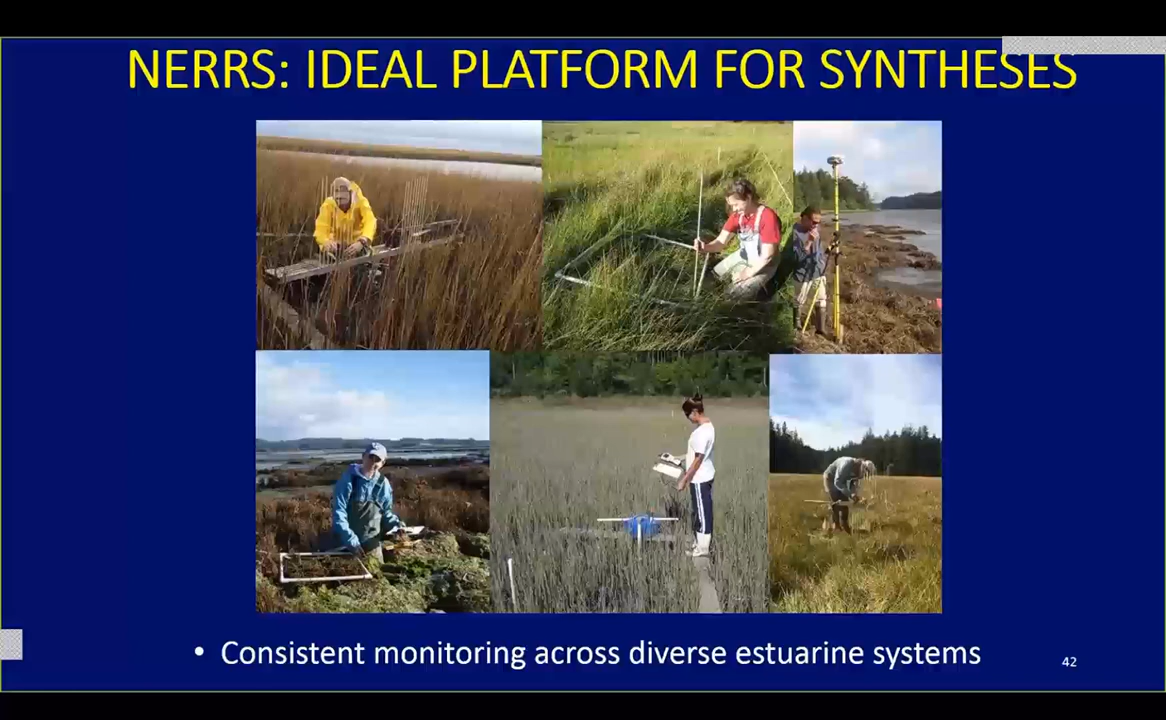 NERRS: IDEAL PLATFORM FOR SYNTHESES
• Consistent monitoring across diverse estuarine systems
42